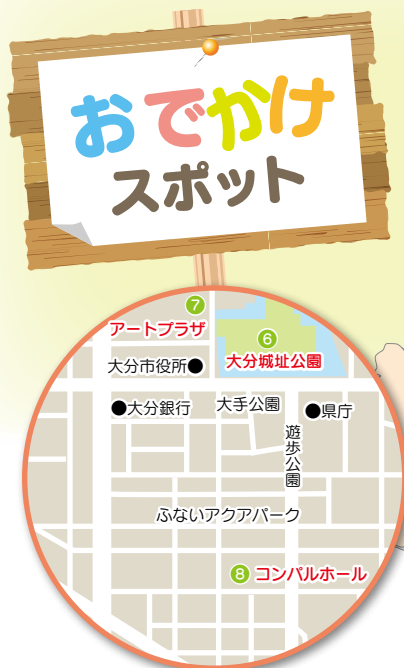 おでかけ
スポット
7
アートプラザ
6
大分城址公園
大分市役所●
●大分銀行
大手公園
●県庁
遊歩公園
ふないアクアパーク
8 コンパルホール